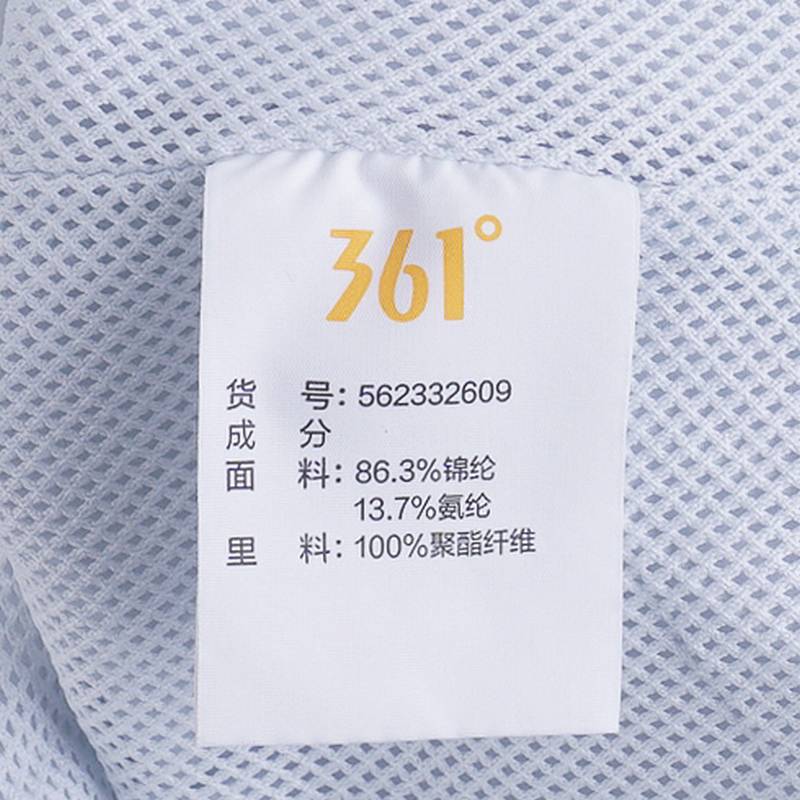 361°
货 号：562332609
成 分
面 料：86.3%锦纶
13.7%氨纶
里 料：100%聚酯纤维